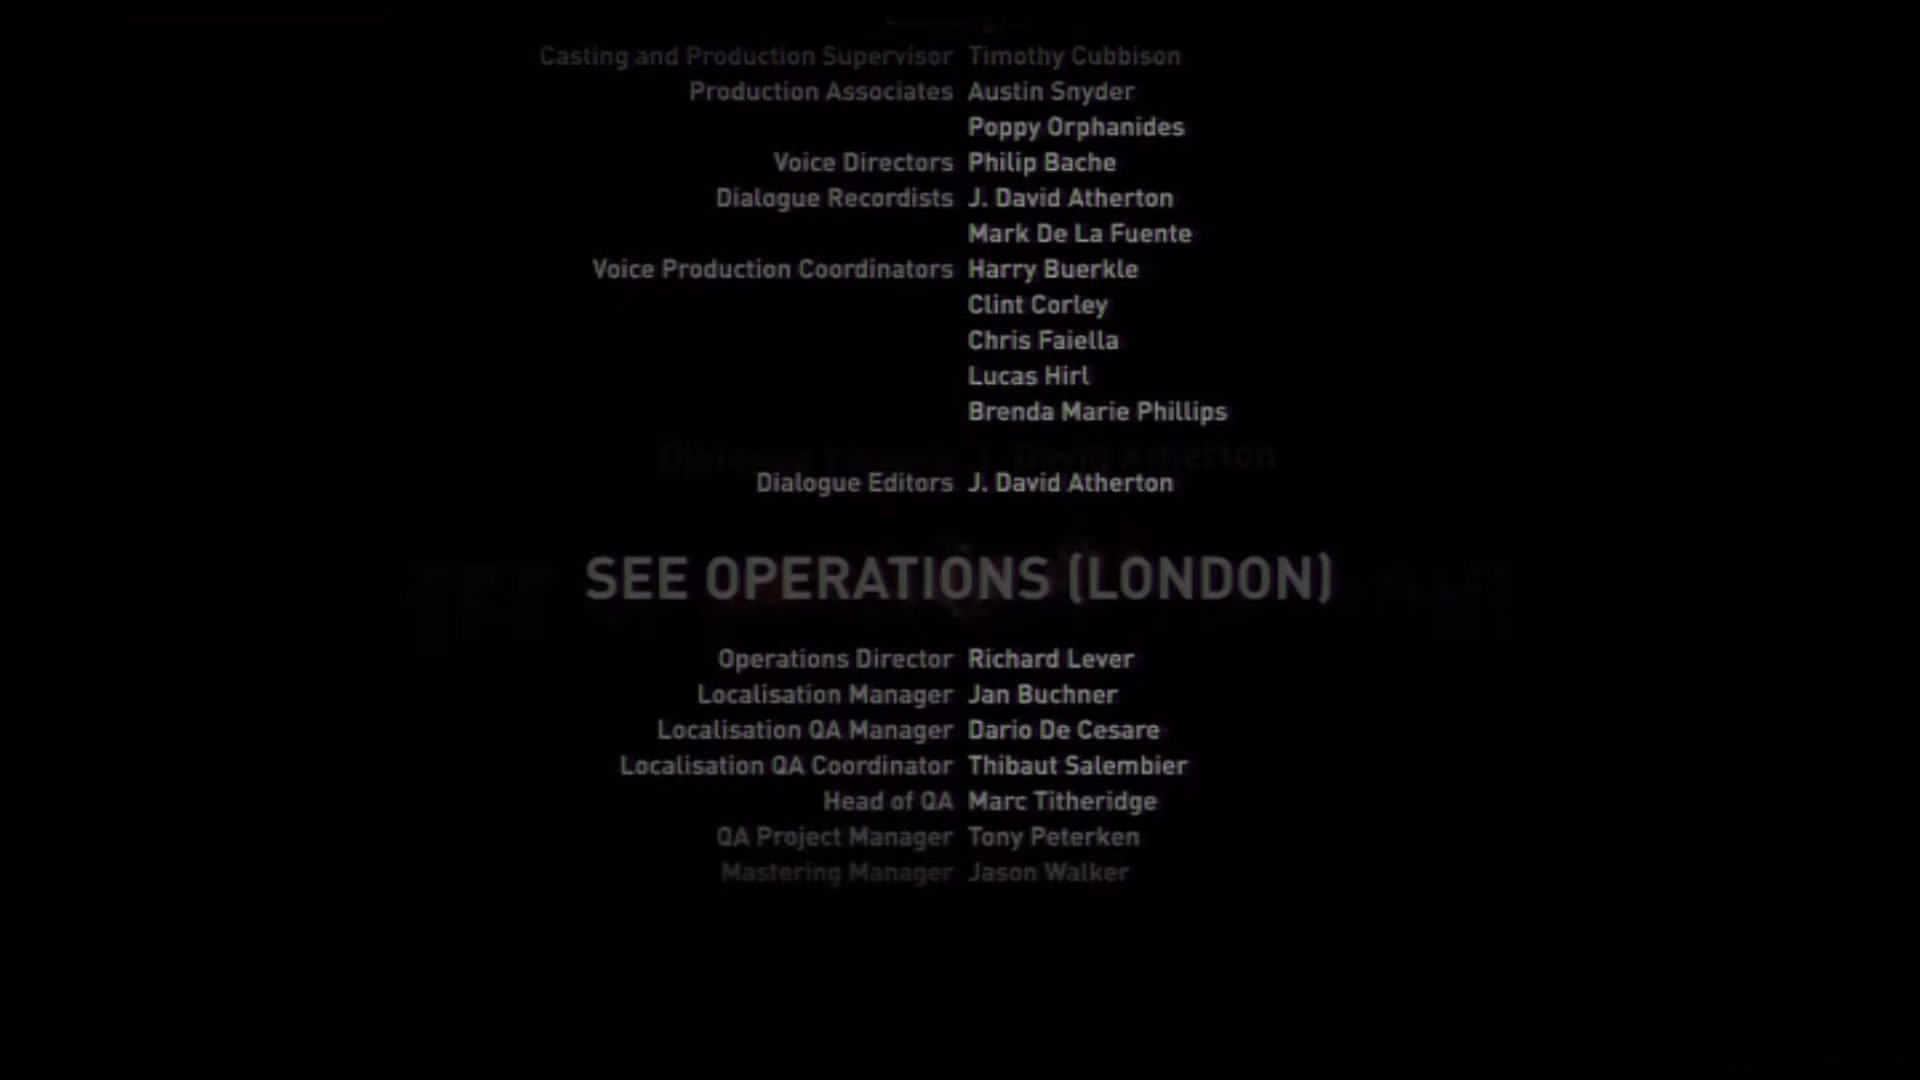 Casting and Production Supervisor Timothy Cubbison
Production Associates Austin Snyder
Poppy Orphanides
Voice Directors Philip Bache
Dialogue Recordists J. David Atherton
Mark De La Fuente
Voice Production Coordinators Harry Buerkle
Clint Corley
Chris Faiella
Lucas Hirl
Brenda Marie Phillips
Dialogue Editors J. David Atherton
SEE OPERATIONS (LONDON)
Operations Director Richard Lever
Localisation Manager Jan Buchner
Localisation QA Manager Dario De Cesare
Localisation QA Coordinator Thibaut Salembier
Head of QA Marc Titheridge
QA Project Manager Tony Peterken
Mastering Manager Jason Walker